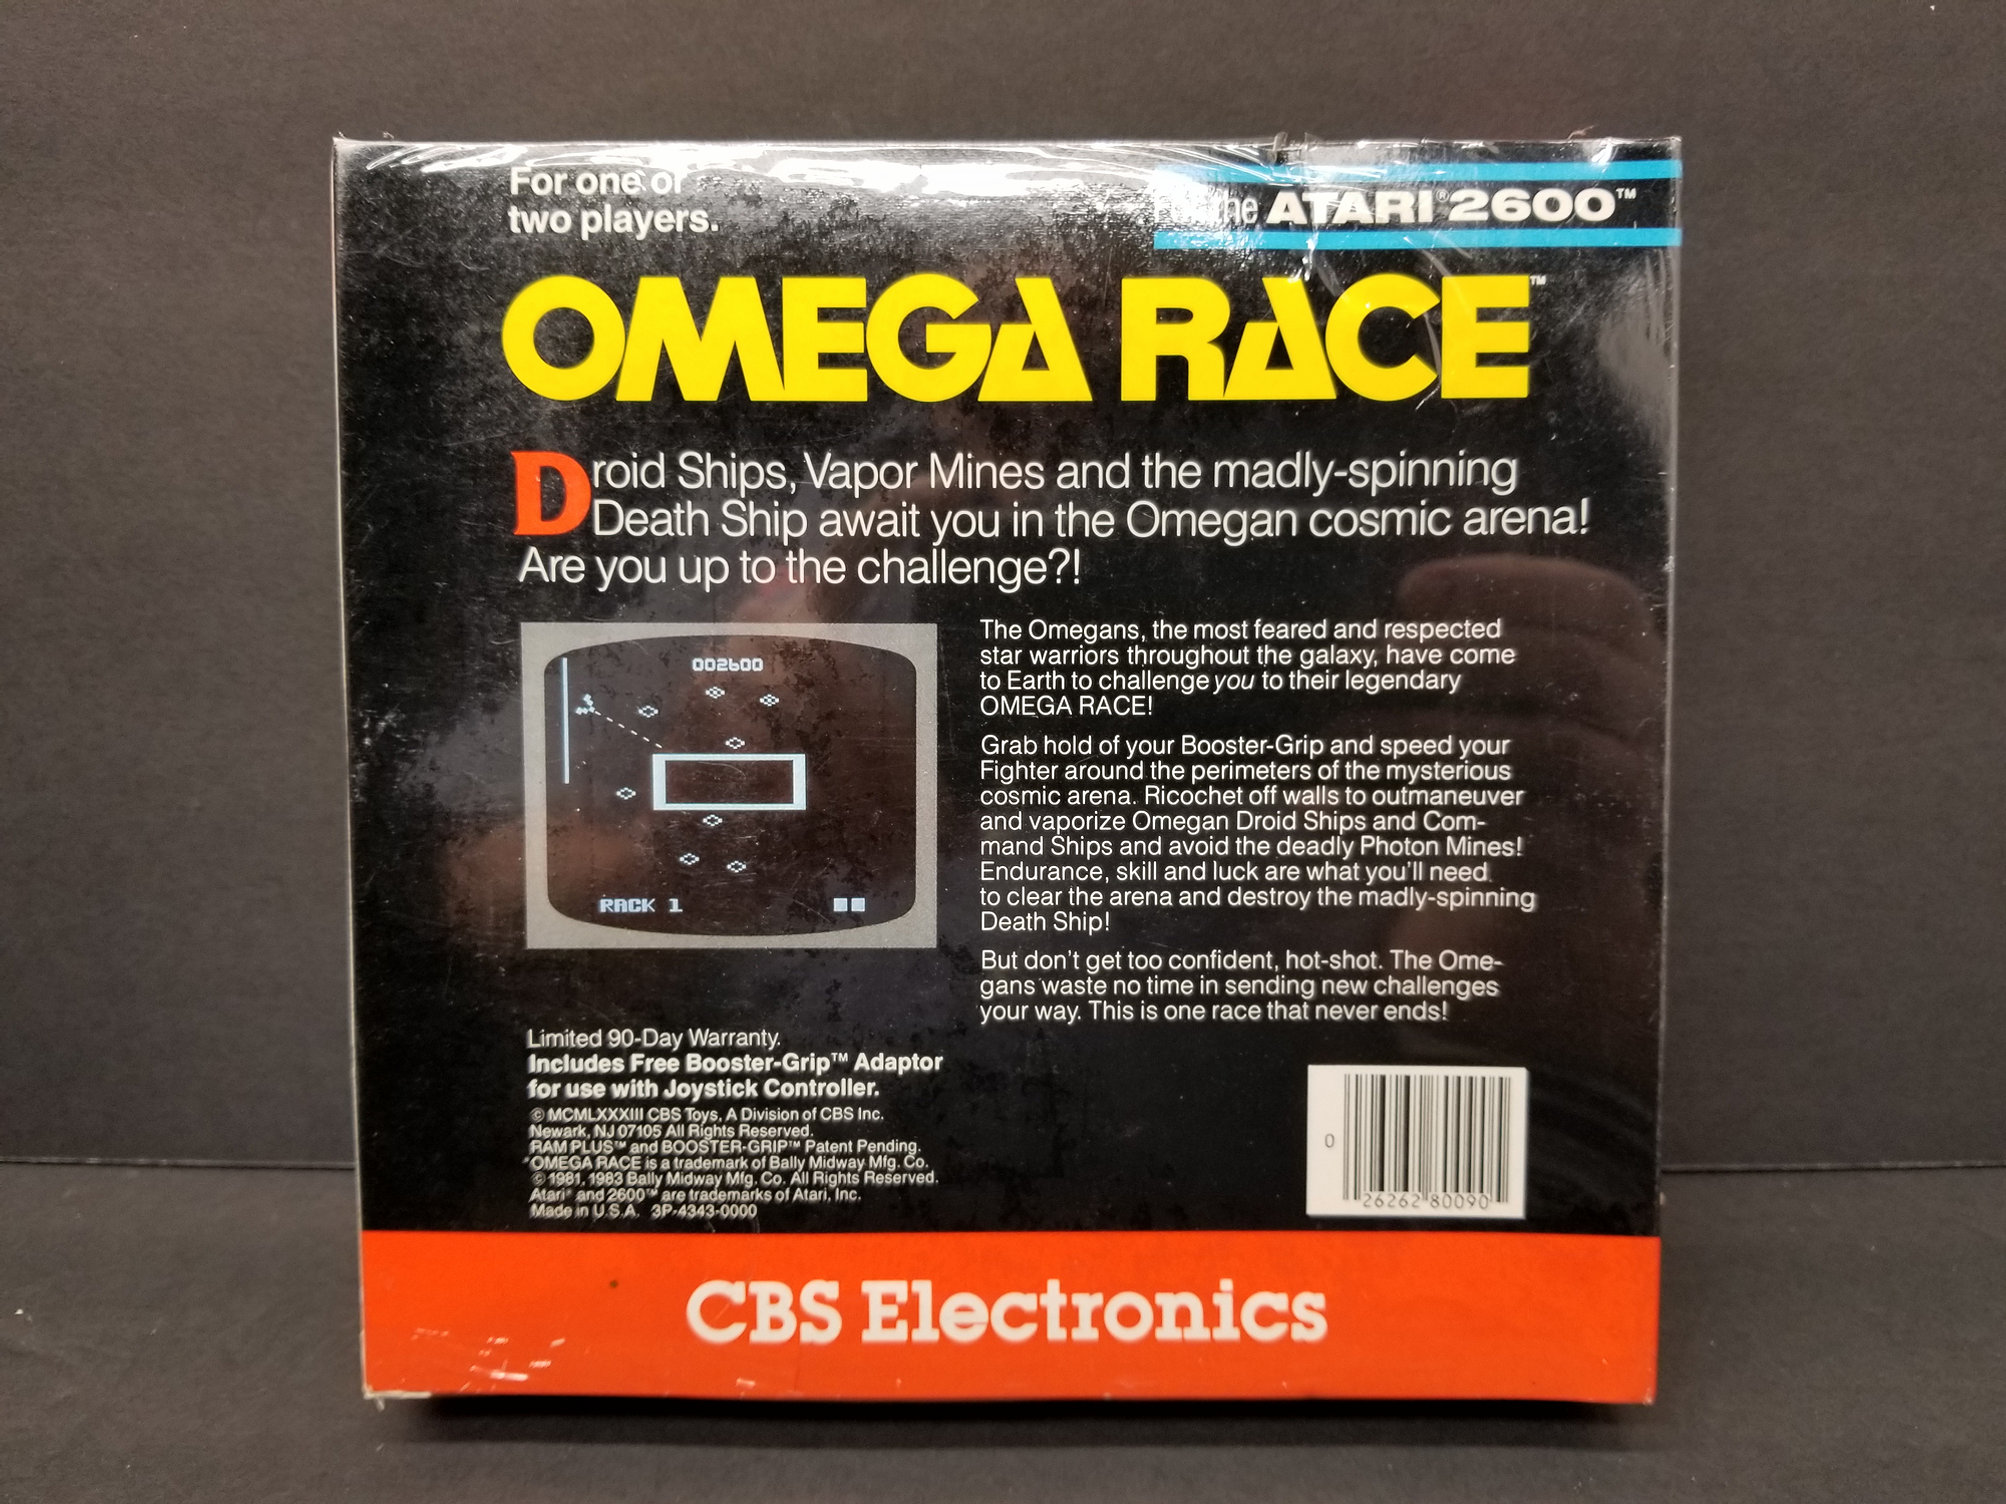 For one or
two players.
the ATARI® 2600™
OMEGA RACE™
Droid Ships, Vapor Mines and the madly-spinning
Death Ship await you in the Omegan cosmic arena!
Are you up to the challenge?!
002600
RACK 1
The Omegans, the most feared and respected
star warriors throughout the galaxy, have come
to Earth to challenge you to their legendary
OMEGA RACE!
Grab hold of your Booster-Grip and speed your
Fighter around the perimeters of the mysterious
cosmic arena. Ricochet off walls to outmaneuver
and vaporize Omegan Droid Ships and Com-
mand Ships and avoid the deadly Photon Mines!
Endurance, skill and luck are what you'll need
to clear the arena and destroy the madly-spinning
Death Ship!
But don't get too confident, hot-shot. The Ome-
gans waste no time in sending new challenges
your way. This is one race that never ends!
Limited 90-Day Warranty.
Includes Free Booster-Grip™ Adaptor
for use with Joystick Controller.
© MCMLXXXIII CBS Toys, A Division of CBS Inc.
Newark, NJ 07105 All Rights Reserved.
RAM PLUS™ and BOOSTER-GRIP™ Patent Pending.
*OMEGA RACE is a trademark of Bally Midway Mfg. Co.
© 1981, 1983 Bally Midway Mfg. Co. All Rights Reserved.
Atari® and 2600™ are trademarks of Atari, Inc.
Made in U.S.A. 3P-4343-0000
0 26262 80090
CBS Electronics